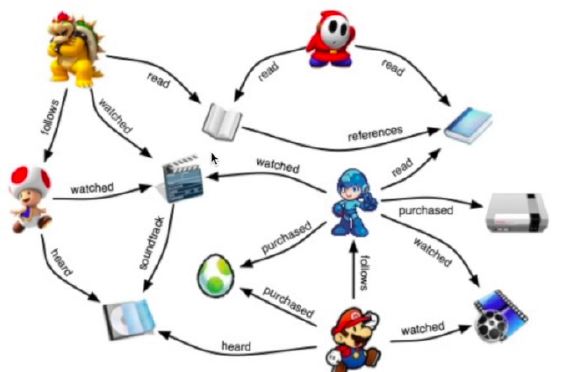 read
read
read
follows
watched
references
watched
read
watched
purchased
soundtrack
purchased
watched
heard
follows
purchased
watched
heard